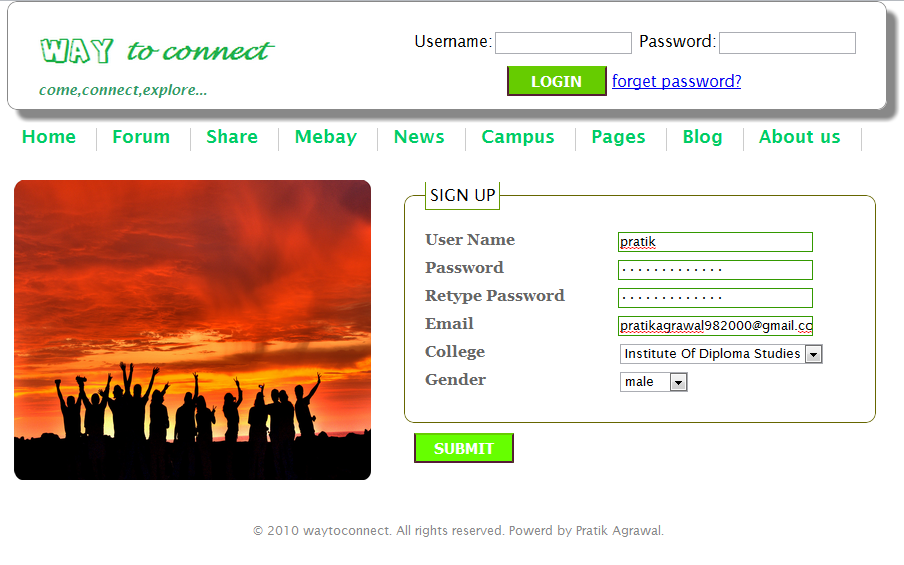 WAY to connect
come,connect,explore...
Username:
Password:
LOGIN forget password?
Home Forum Share Mebay News Campus Pages Blog About us
SIGN UP
User Name pratik
Password
Retype Password
Email pratikagrawal982000@gmail.cc
College Institute Of Diploma Studies
Gender male
SUBMIT
© 2010 waytoconnect. All rights reserved. Powerd by Pratik Agrawal.